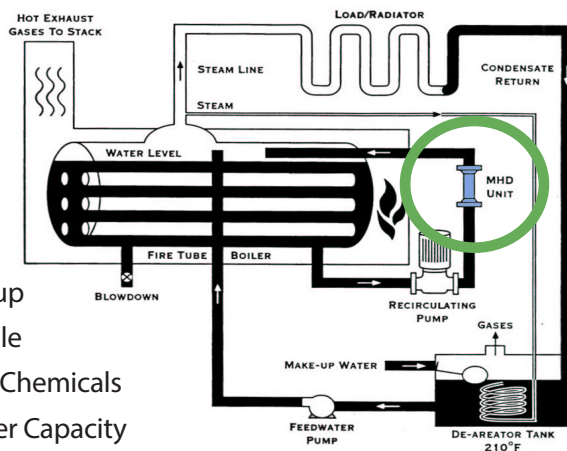 HOT EXHAUST
GASES TO STACK
LOAD/RADIATOR
STEAM LINE
CONDENSATE
RETURN
STEAM
WATER LEVEL
MHD
UNIT
FIRE TUBE BOILER
BLOWDOWN
RECIRCULATING
PUMP
GASES
MAKE-UP WATER
FEEDWATER
PUMP
DE-AREATOR TANK
210°F
up
le
Chemicals
er Capacity